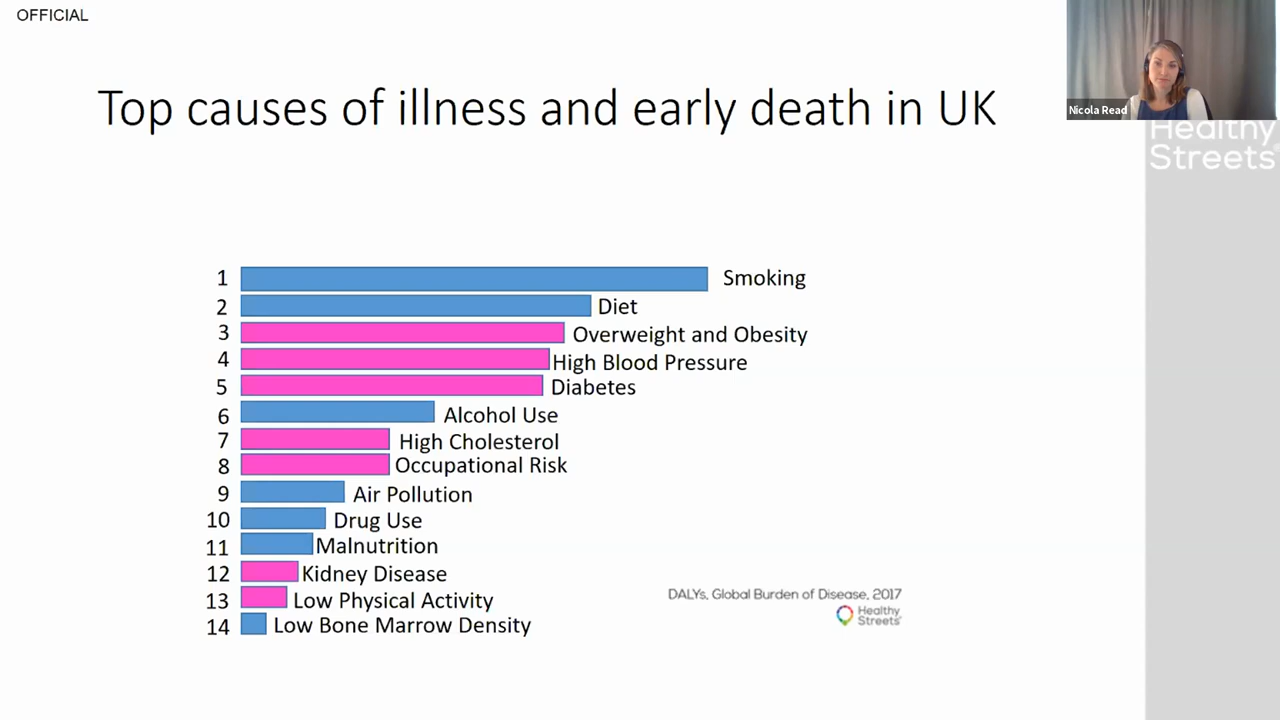 OFFICIAL
Top causes of illness and early death in UK
Nicola Read
Healthy
Streets
1 Smoking
2 Diet
3 Overweight and Obesity
4 High Blood Pressure
5 Diabetes
6 Alcohol Use
7 High Cholesterol
8 Occupational Risk
9 Air Pollution
10 Drug Use
11 Malnutrition
12 Kidney Disease
13 Low Physical Activity
14 Low Bone Marrow Density
DALYs, Global Burden of Disease, 2017
Healthy
Streets